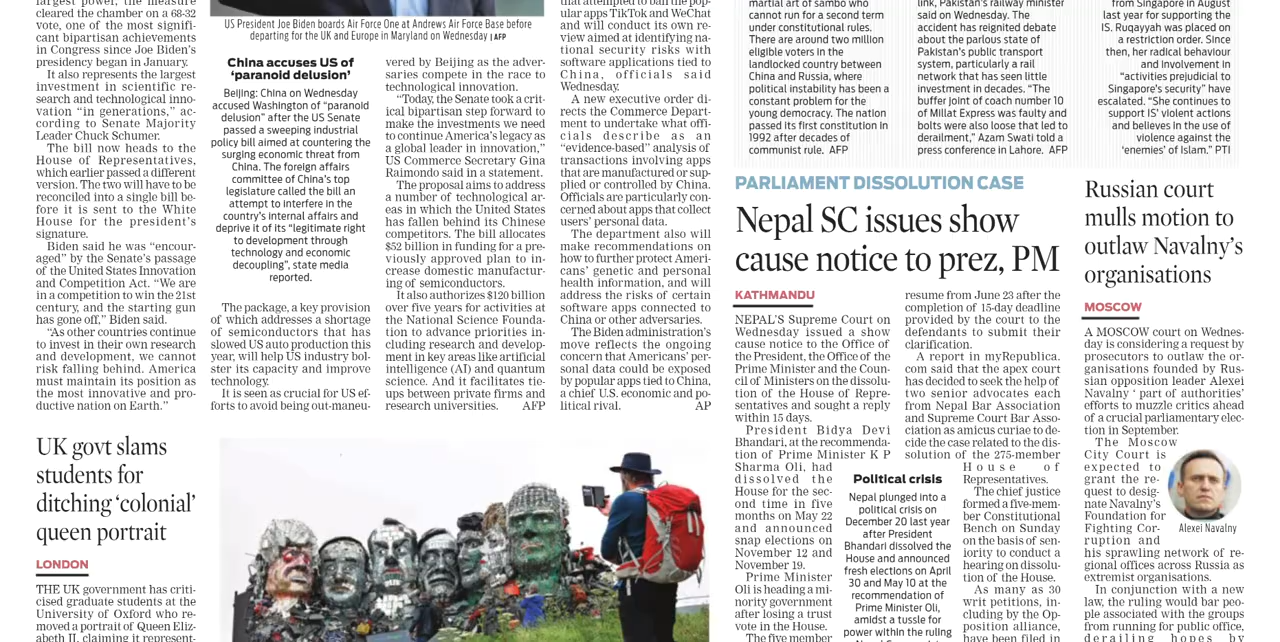 largest power, the measure
cleared the chamber on a 68-32
vote, one of the most signifi-
cant bipartisan achievements
in Congress since Joe Biden's
presidency began in January.
It also represents the largest
investment in scientific re-
search and technological inno-
vation “in generations,” ac-
cording to Senate Majority
Leader Chuck Schumer.
The bill now heads to the
House of Representatives,
which earlier passed a different
version. The two will have to be
reconciled into a single bill be-
fore it is sent to the White
House for the president's
signature.
Biden said he was “encour-
aged” by the Senate's passage
of the United States Innovation
and Competition Act. “We are
in a competition to win the 21st
century, and the starting gun
has gone off,” Biden said.
“As other countries continue
to invest in their own research
and development, we cannot
risk falling behind. America
must maintain its position as
the most innovative and pro-
ductive nation on Earth.”
US President Joe Biden boards Air Force One at Andrews Air Force Base before
departing for the UK and Europe in Maryland on Wednesday | AFP
China accuses US of
‘paranoid delusion’
Beijing: China on Wednesday
accused Washington of “paranoid
delusion” after the US Senate
passed a sweeping industrial
policy bill aimed at countering the
surging economic threat from
China. The foreign affairs
committee of China's top
legislature called the bill an
attempt to interfere in the
country's internal affairs and
deprive it of its “legitimate right
to development through
technology and economic
decoupling”, state media
reported.
The package, a key provision
of which addresses a shortage
of semiconductors that has
slowed US auto production this
year, will help US industry bol-
ster its capacity and improve
technology.
It is seen as crucial for US ef-
forts to avoid being out-maneu-
vered by Beijing as the adver-
saries compete in the race to
technological innovation.
“Today, the Senate took a crit-
ical bipartisan step forward to
make the investments we need
to continue America's legacy as
a global leader in innovation,”
US Commerce Secretary Gina
Raimondo said in a statement.
The proposal aims to address
a number of technological ar-
eas in which the United States
has fallen behind its Chinese
competitors. The bill allocates
$52 billion in funding for a pre-
viously approved plan to in-
crease domestic manufactur-
ing of semiconductors.
It also authorizes $120 billion
over five years for activities at
the National Science Founda-
tion to advance priorities in-
cluding research and develop-
ment in key areas like artificial
intelligence (AI) and quantum
science. And it facilitates tie-
ups between private firms and
research universities. AFP
that attempted to ban the pop-
ular apps TikTok and WeChat
and will conduct its own re-
view aimed at identifying na-
tional security risks with
software applications tied to
China, officials said
Wednesday.
A new executive order di-
rects the Commerce Depart-
ment to undertake what offi-
cials describe as an
“evidence-based” analysis of
transactions involving apps
that are manufactured or sup-
plied or controlled by China.
Officials are particularly con-
cerned about apps that collect
users' personal data.
The department also will
make recommendations on
how to further protect Ameri-
cans' genetic and personal
health information, and will
address the risks of certain
software apps connected to
China or other adversaries.
The Biden administration's
move reflects the ongoing
concern that Americans' per-
sonal data could be exposed
by popular apps tied to China,
a chief U.S. economic and po-
litical rival. AP
martial art of sambo who
cannot run for a second term
under constitutional rules.
There are around two million
eligible voters in the
landlocked country between
China and Russia, where
political instability has been a
constant problem for the
young democracy. The nation
passed its first constitution in
1992 after decades of
communist rule. AFP
link, Pakistan's railway minister
said on Wednesday. The
accident has reignited debate
about the parlous state of
Pakistan's public transport
system, particularly a rail
network that has seen little
investment in decades. “The
buffer joint of coach number 10
of Millat Express was faulty and
bolts were also loose that led to
derailment,” Azam Swati told a
press conference in Lahore. AFP
from Singapore in August
last year for supporting the
IS. Ruqayyah was placed on
a restriction order. Since
then, her radical behaviour
and involvement in
“activities prejudicial to
Singapore's security” have
escalated. “She continues to
support IS' violent actions
and believes in the use of
violence against the
‘enemies’ of Islam.” PTI
PARLIAMENT DISSOLUTION CASE
Nepal SC issues show
cause notice to prez, PM
KATHMANDU
NEPAL'S Supreme Court on
Wednesday issued a show
cause notice to the Office of
the President, the Office of the
Prime Minister and the Coun-
cil of Ministers on the dissolu-
tion of the House of Repre-
sentatives and sought a reply
within 15 days.
President Bidya Devi
Bhandari, at the recommenda-
tion of Prime Minister K P
Sharma Oli, had
dissolved the
House for the sec-
ond time in five
months on May 22
and announced
snap elections on
November 12 and
November 19.
Prime Minister
Oli is heading a mi-
nority government
after losing a trust
vote in the House.
The five member
Political crisis
Nepal plunged into a
political crisis on
December 20 last year
after President
Bhandari dissolved the
House and announced
fresh elections on April
30 and May 10 at the
recommendation of
Prime Minister Oli,
amidst a tussle for
power within the ruling
resume from June 23 after the
completion of 15-day deadline
provided by the court to the
defendants to submit their
clarification.
A report in myRepublica.
com said that the apex court
has decided to seek the help of
two senior advocates each
from Nepal Bar Association
and Supreme Court Bar Asso-
ciation as amicus curiae to de-
cide the case related to the dis-
solution of the 275-member
House of
Representatives.
The chief justice
formed a five-mem-
ber Constitutional
Bench on Sunday
on the basis of sen-
iority to conduct a
hearing on dissolu-
tion of the House.
As many as 30
writ petitions, in-
cluding by the Op-
position alliance,
have been filed in
Russian court
mulls motion to
outlaw Navalny's
organisations
MOSCOW
A MOSCOW court on Wednes-
day is considering a request by
prosecutors to outlaw the or-
ganisations founded by Rus-
sian opposition leader Alexei
Navalny ‘ part of authorities’
efforts to muzzle critics ahead
of a crucial parliamentary elec-
tion in September.
The Moscow
City Court is
expected to
grant the re-
quest to desig-
nate Navalny's
Foundation for
Fighting Cor-
ruption and
his sprawling network of re-
gional offices across Russia as
extremist organisations.
In conjunction with a new
law, the ruling would bar peo-
ple associated with the groups
from running for public office,
derailing hopes by
Alexei Navalny
UK govt slams
students for
ditching ‘colonial’
queen portrait
LONDON
THE UK government has criti-
cised graduate students at the
University of Oxford who re-
moved a portrait of Queen Eliz-
abeth II, claiming it represent-